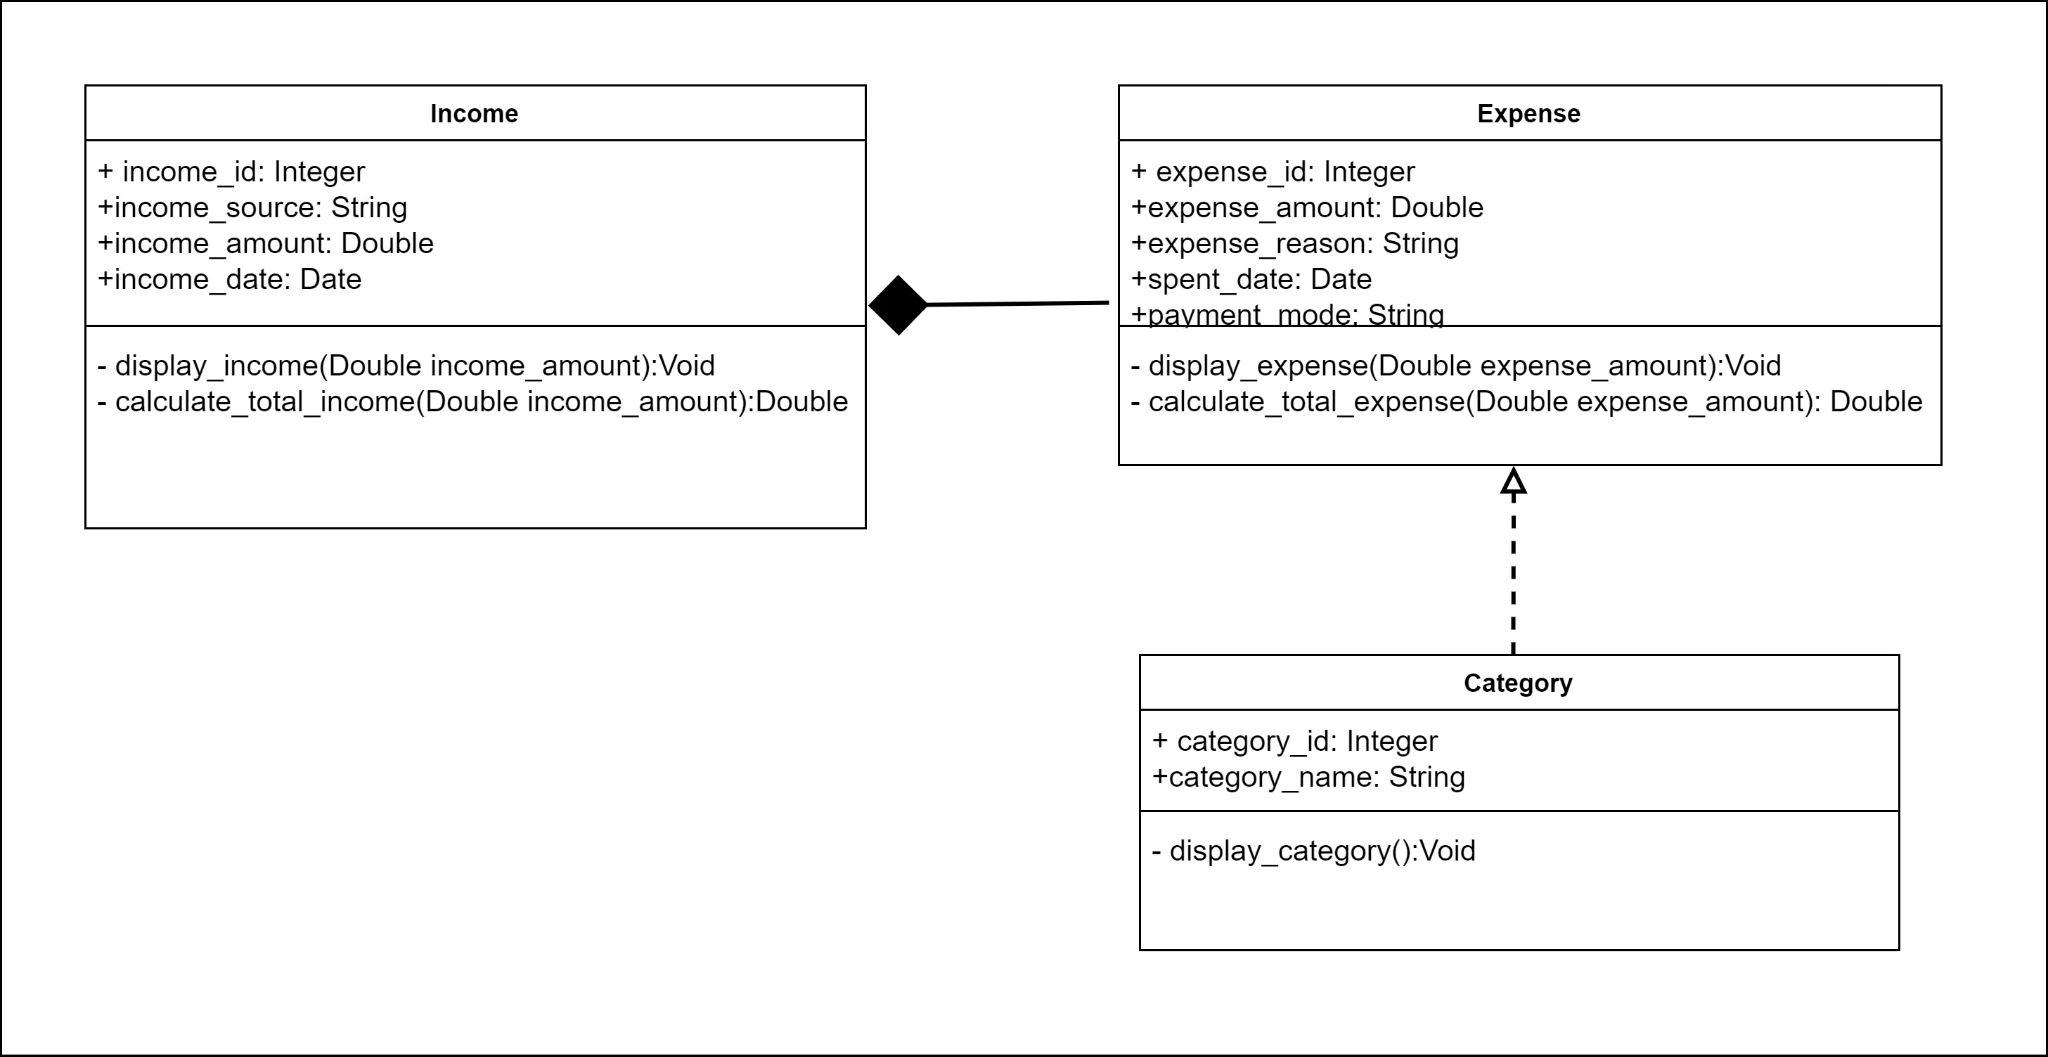 Income
+ income_id: Integer
+income_source: String
+income_amount: Double
+income_date: Date
- display_income(Double income_amount):Void
- calculate_total_income(Double income_amount):Double
Expense
+ expense_id: Integer
+expense_amount: Double
+expense_reason: String
+spent_date: Date
+payment_mode: String
- display_expense(Double expense_amount):Void
- calculate_total_expense(Double expense_amount): Double
Category
+ category_id: Integer
+category_name: String
- display_category():Void